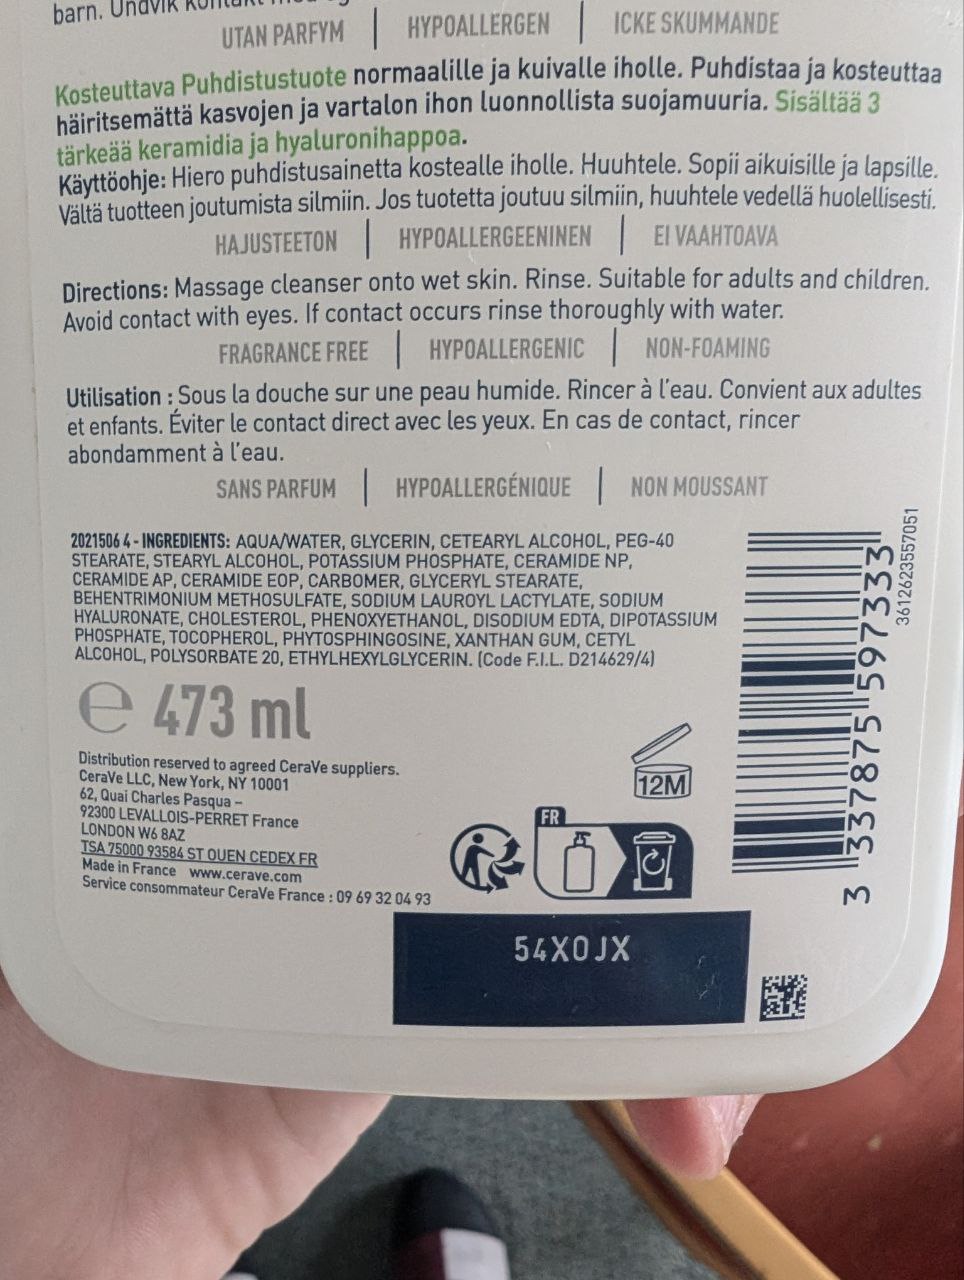 barn. Undvik
UTAN PARFYM | HYPOALLERGEN | ICKE SKUMMANDE
Kosteuttava Puhdistustuote normaalille ja kuivalle iholle. Puhdistaa ja kosteuttaa
häiritsemättä kasvojen ja vartalon ihon luonnollista suojamuuria. Sisältää 3
tärkeää keramidia ja hyaluronihappoa.
Käyttöohje: Hiero puhdistusainetta kostealle iholle. Huuhtele. Sopii aikuisille ja lapsille.
Vältä tuotteen joutumista silmiin. Jos tuotetta joutuu silmiin, huuhtele vedellä huolellisesti.
HAJUSTEETON | HYPOALLERGEENINEN | EI VAAHTOAVA
Directions: Massage cleanser onto wet skin. Rinse. Suitable for adults and children.
Avoid contact with eyes. If contact occurs rinse thoroughly with water.
FRAGRANCE FREE | HYPOALLERGENIC | NON-FOAMING
Utilisation : Sous la douche sur une peau humide. Rincer à l'eau. Convient aux adultes
et enfants. Éviter le contact direct avec les yeux. En cas de contact, rincer
abondamment à l'eau.
SANS PARFUM | HYPOALLERGÉNIQUE | NON MOUSSANT
2021506 4 - INGREDIENTS: AQUA/WATER, GLYCERIN, CETEARYL ALCOHOL, PEG-40
STEARATE, STEARYL ALCOHOL, POTASSIUM PHOSPHATE, CERAMIDE NP,
CERAMIDE AP, CERAMIDE EOP, CARBOMER, GLYCERYL STEARATE,
BEHENTRIMONIUM METHOSULFATE, SODIUM LAUROYL LACTYLATE, SODIUM
HYALURONATE, CHOLESTEROL, PHENOXYETHANOL, DISODIUM EDTA, DIPOTASSIUM
PHOSPHATE, TOCOPHEROL, PHYTOSPHINGOSINE, XANTHAN GUM, CETYL
ALCOHOL, POLYSORBATE 20, ETHYLHEXYLGLYCERIN. (Code F.I.L. D214629/4)
℮ 473 ml
Distribution reserved to agreed CeraVe suppliers.
CeraVe LLC, New York, NY 10001
62, Quai Charles Pasqua –
92300 LEVALLOIS-PERRET France
LONDON W6 8AZ
TSA 75000 93584 ST OUEN CEDEX FR
Made in France www.cerave.com
Service consommateur CeraVe France : 09 69 32 04 93
12M
FR
3 337875 597333
3612623557051
54X0JX